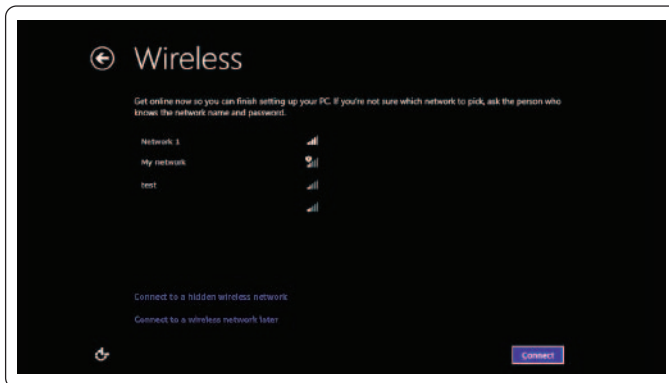 Wireless
Get online now so you can finish setting up your PC. If you're not sure which network to pick, ask the person who
knows the network name and password.
Network 1
My network
test
Connect to a hidden wireless network
Connect to a wireless network later
Connect